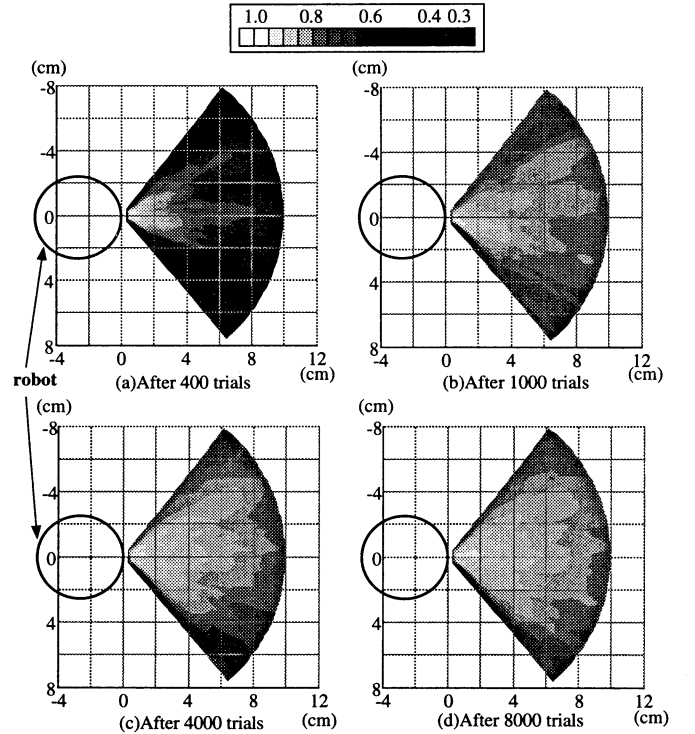 1.0 0.8 0.6 0.4 0.3
(cm) (cm)
-8 -8
-4 -4
0 0
4 4
8 8
-4 0 4 8 12 -4 0 4 8 12
(cm) (cm)
(a)After 400 trials (b)After 1000 trials
robot
(cm) (cm)
-8 -8
-4 -4
0 0
4 4
8 8
-4 0 4 8 12 -4 0 4 8 12
(cm) (cm)
(c)After 4000 trials (d)After 8000 trials